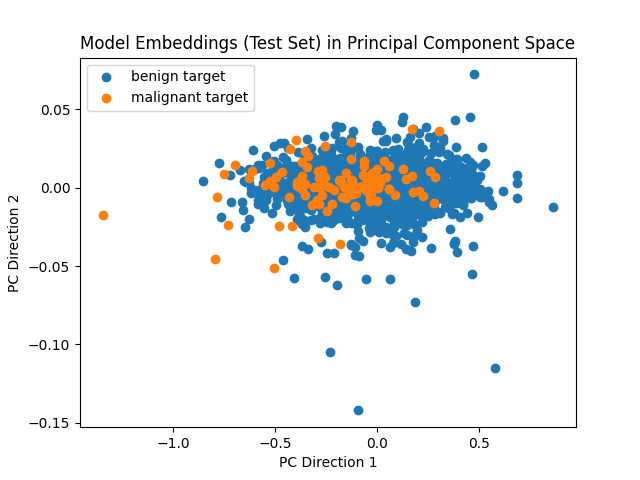 Model Embeddings (Test Set) in Principal Component Space
benign target
malignant target
0.05
0.00
−0.05
−0.10
−0.15
PC Direction 2
−1.0
−0.5
0.0
0.5
PC Direction 1